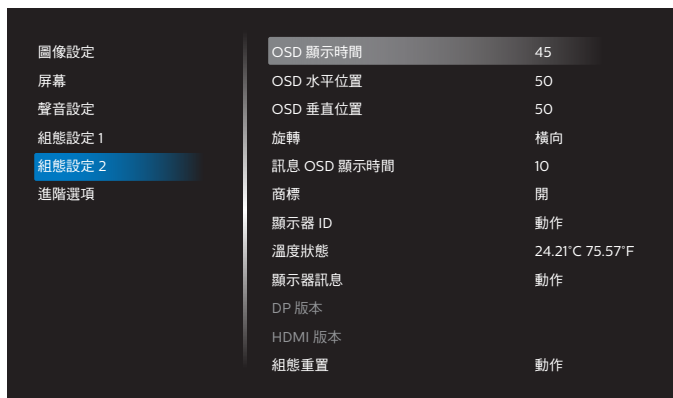 圖像設定
屏幕
聲音設定
組態設定 1
組態設定 2
進階選項
OSD 顯示時間 45
OSD 水平位置 50
OSD 垂直位置 50
旋轉 橫向
訊息 OSD 顯示時間 10
商標 開
顯示器 ID 動作
溫度狀態 24.21°C 75.57°F
顯示器訊息 動作
DP 版本
HDMI 版本
組態重置 動作